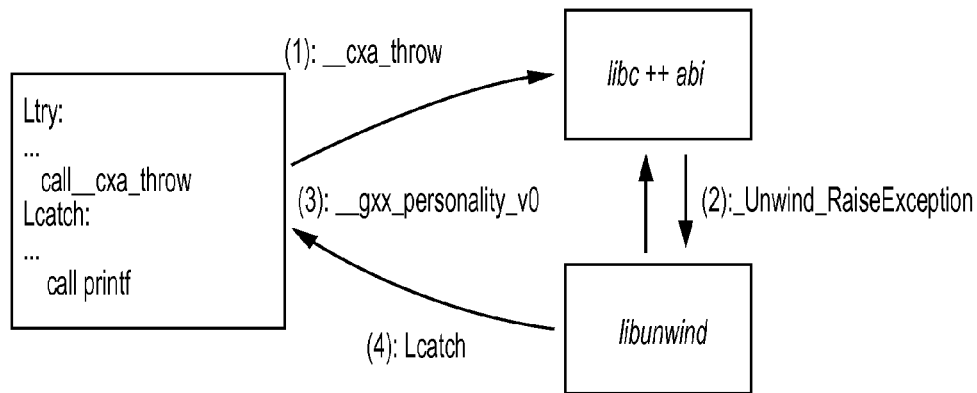 (1): __cxa_throw
libc ++ abi
Ltry:
...
call__cxa_throw
Lcatch:
...
call printf
(3): __gxx_personality_v0
(2):_Unwind_RaiseException
(4): Lcatch
libunwind